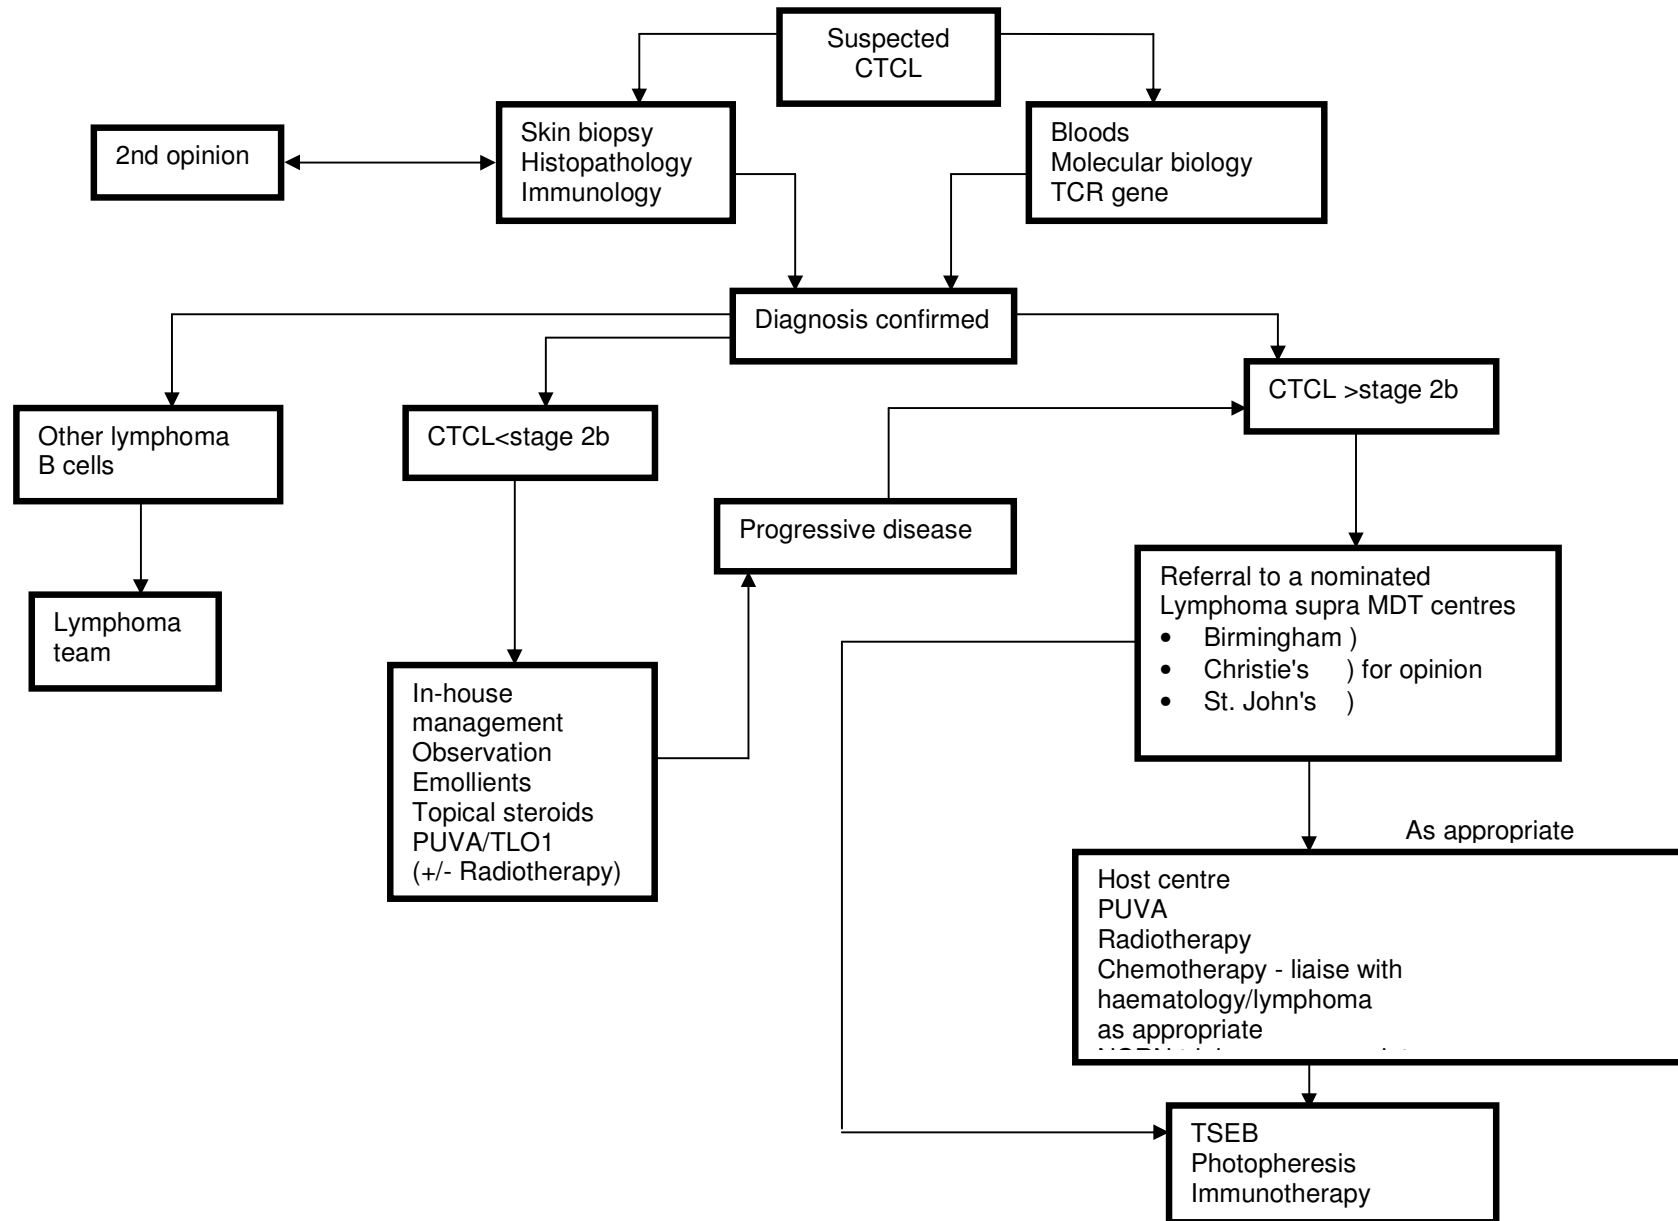 Suspected
CTCL
2nd opinion
Skin biopsy
Histopathology
Immunology
Bloods
Molecular biology
TCR gene
Diagnosis confirmed
Other lymphoma
B cells
CTCL<stage 2b
CTCL >stage 2b
Progressive disease
Lymphoma
team
In-house
management
Observation
Emollients
Topical steroids
PUVA/TLO1
(+/- Radiotherapy)
Referral to a nominated
Lymphoma supra MDT centres
• Birmingham )
• Christie's ) for opinion
• St. John's )
As appropriate
Host centre
PUVA
Radiotherapy
Chemotherapy - liaise with
haematology/lymphoma
as appropriate
TSEB
Photopheresis
Immunotherapy